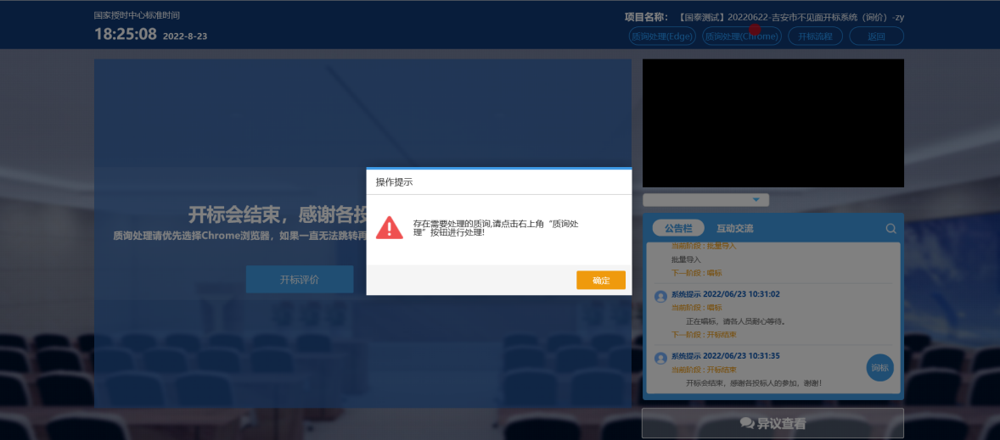 国家授时中心标准时间
18:25:08 2022-8-23
项目名称： 【国泰测试】20220622-吉安市不见面开标系统（询价）-zy
质询处理(Edge) 质询处理(Chrome) 开标流程 返回
操作提示
存在需要处理的质询,请点击右上角“质询处
理”按钮进行处理!
确定
开标会结束，感谢各投
质询处理请优先选择Chrome浏览器，如果一直无法跳转再
开标评价
公告栏 互动交流
当前阶段：批量导入
批量导入
下一阶段：唱标
系统提示 2022/06/23 10:31:02
当前阶段：唱标
正在唱标，请各人员耐心等待。
下一阶段：开标结束
系统提示 2022/06/23 10:31:35
当前阶段：开标结束
开标会结束，感谢各投标人的参加，谢谢！
询标
异议查看